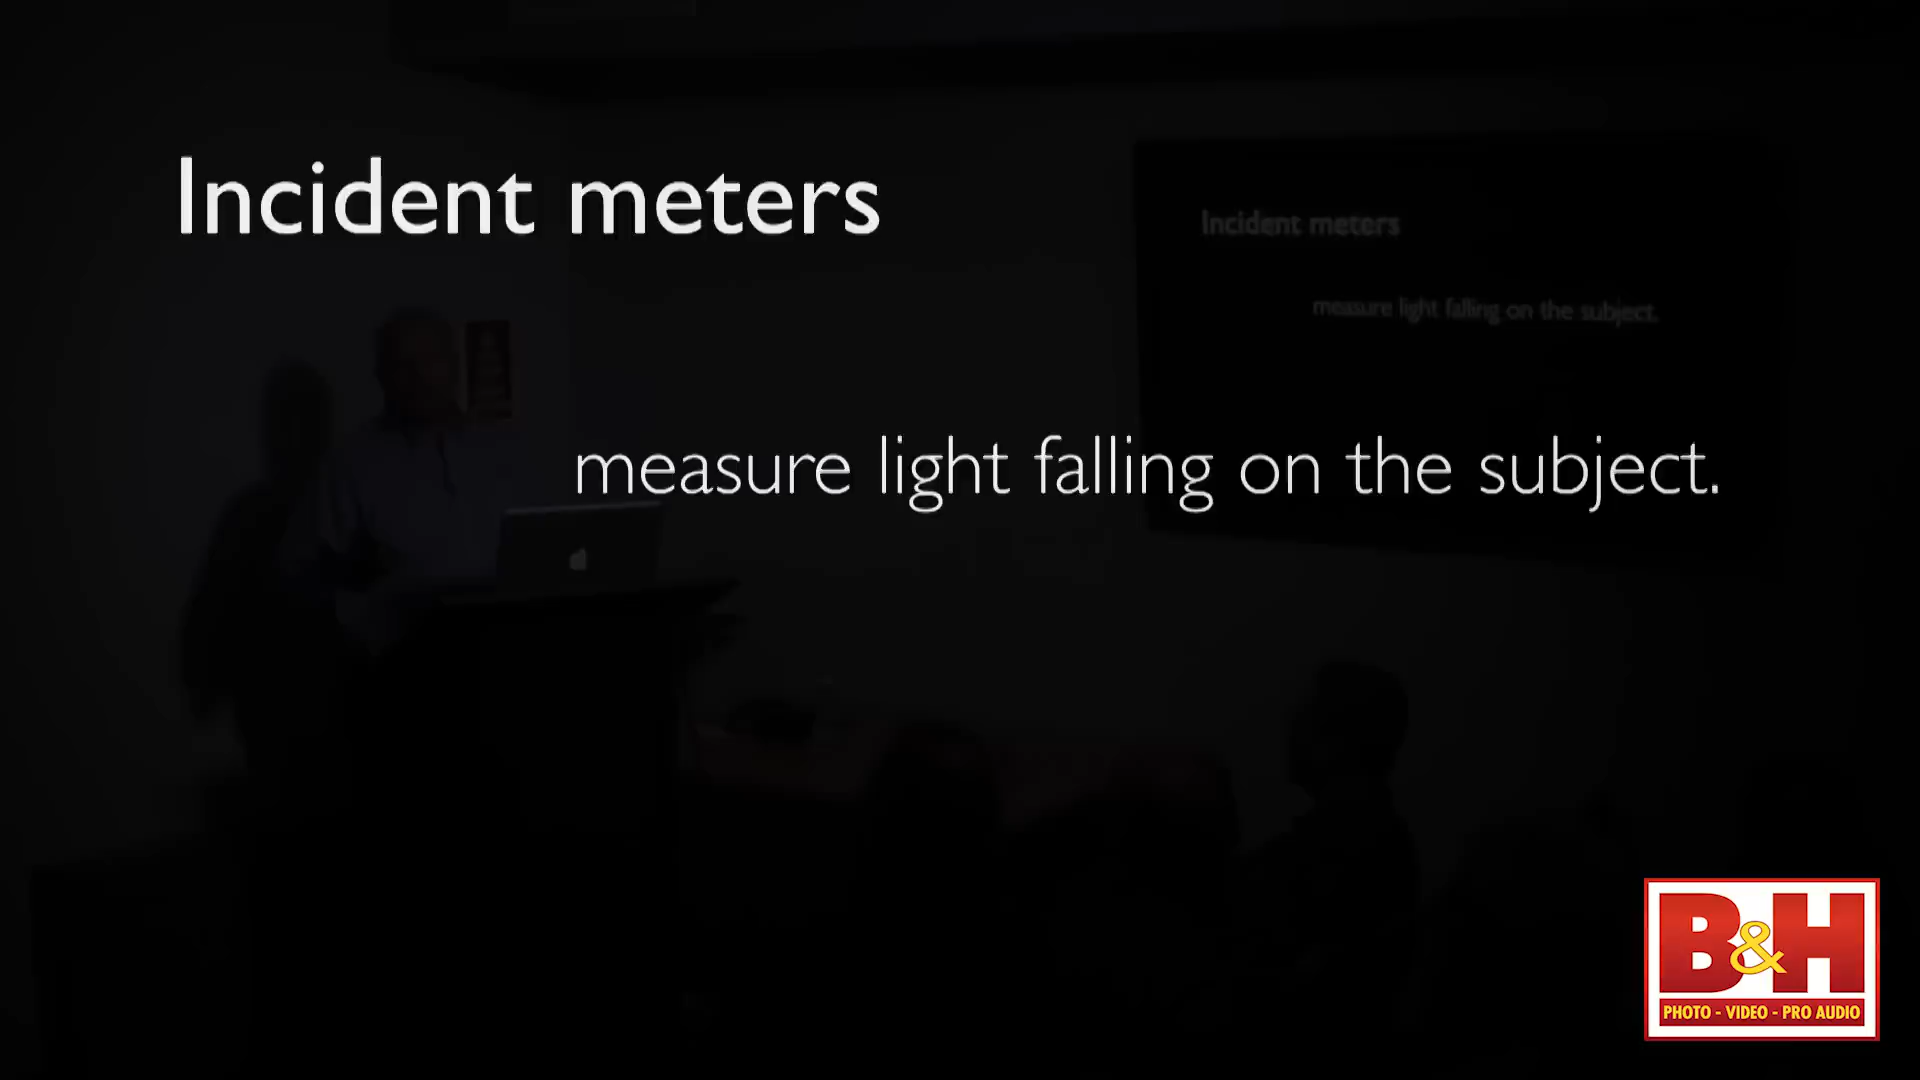 Incident meters
measure light falling on the subject.
Incident meters
measure light falling on the subject.
B&H
PHOTO - VIDEO - PRO AUDIO